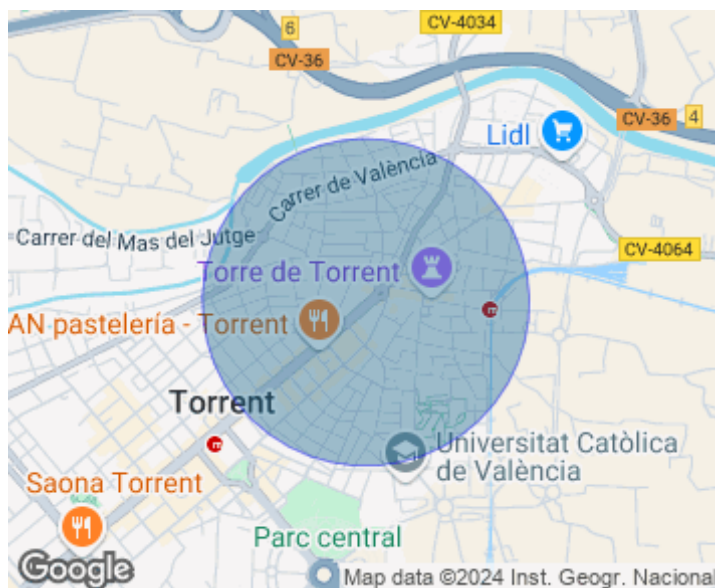 6
CV-4034
CV-36
Lidl
CV-36
4
Carrer de València
Carrer del Mas del Jutge
CV-4064
Torre de Torrent
AN pastelería - Torrent
m
Torrent
m
Universitat Catòlica
de València
Saona Torrent
Parc central
Google
Map data ©2024 Inst. Geogr. Nacional